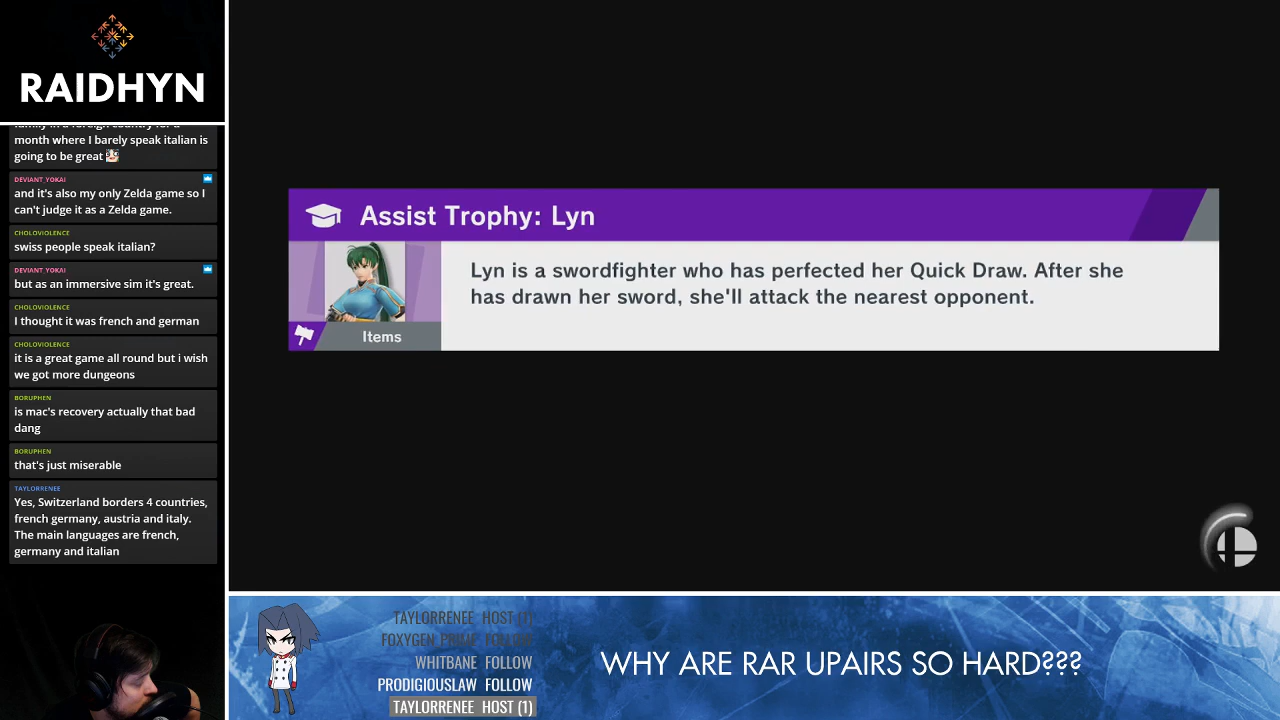 RAIDHYN
family in a foreign country for a
month where I barely speak italian is
going to be great
DEVIANT_YOKAI
and it's also my only Zelda game so I
can't judge it as a Zelda game.
CHOLOVIOLENCE
swiss people speak italian?
DEVIANT_YOKAI
but as an immersive sim it's great.
CHOLOVIOLENCE
I thought it was french and german
CHOLOVIOLENCE
it is a great game all round but i wish
we got more dungeons
BORUPHEN
is mac's recovery actually that bad
dang
BORUPHEN
that's just miserable
TAYLORRENEE
Yes, Switzerland borders 4 countries,
french germany, austria and italy.
The main languages are french,
germany and italian
Assist Trophy: Lyn
Lyn is a swordfighter who has perfected her Quick Draw. After she
has drawn her sword, she'll attack the nearest opponent.
Items
TAYLORRENEE HOST (1)
FOXYGEN PRIME FOLLOW
WHITBANE FOLLOW
PRODIGIOUSLAW FOLLOW
TAYLORRENEE HOST (1)
WHY ARE RAR UPAIRS SO HARD???